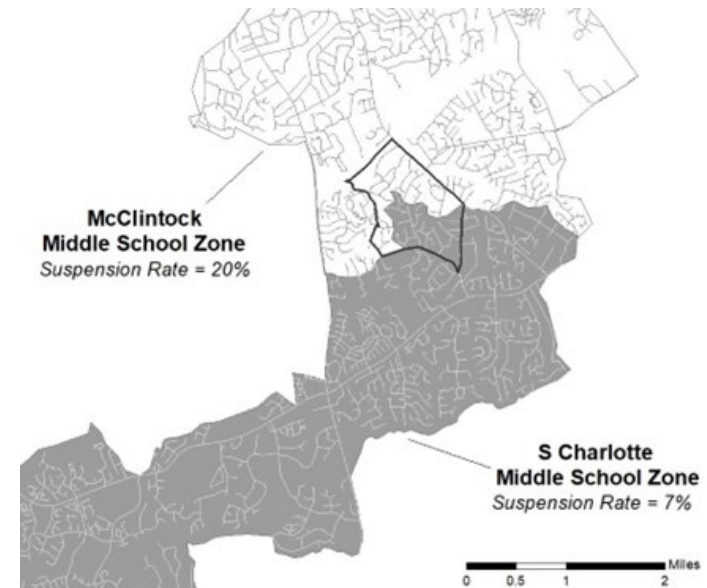 McClintock
Middle School Zone
Suspension Rate = 20%
S Charlotte
Middle School Zone
Suspension Rate = 7%
Miles
0 0.5 1 2